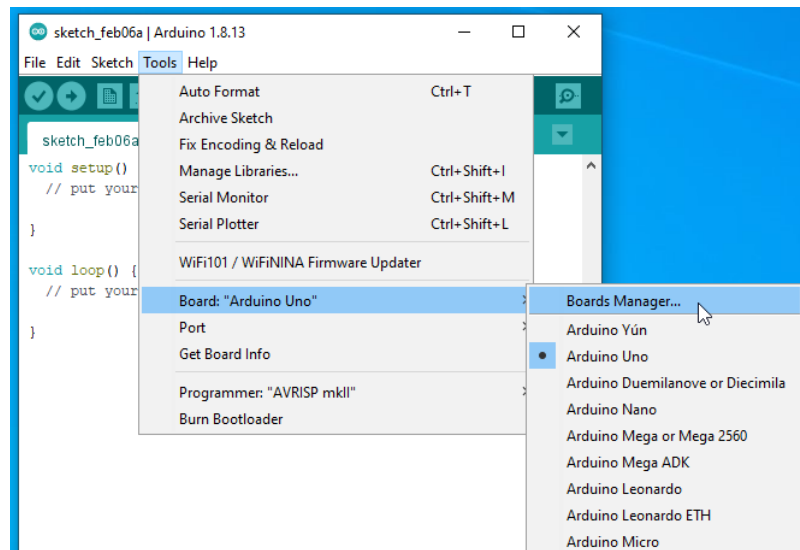 sketch_feb06a | Arduino 1.8.13
File Edit Sketch Tools Help
sketch_feb06a
void setup()
// put your
}
void loop() {
// put your
}
Auto Format Ctrl+T
Archive Sketch
Fix Encoding & Reload
Manage Libraries... Ctrl+Shift+I
Serial Monitor Ctrl+Shift+M
Serial Plotter Ctrl+Shift+L
WiFi101 / WiFiNINA Firmware Updater
Board: "Arduino Uno"
Port
Get Board Info
Programmer: "AVRISP mkII"
Burn Bootloader
Boards Manager...
Arduino Yún
Arduino Uno
Arduino Duemilanove or Diecimila
Arduino Nano
Arduino Mega or Mega 2560
Arduino Mega ADK
Arduino Leonardo
Arduino Leonardo ETH
Arduino Micro